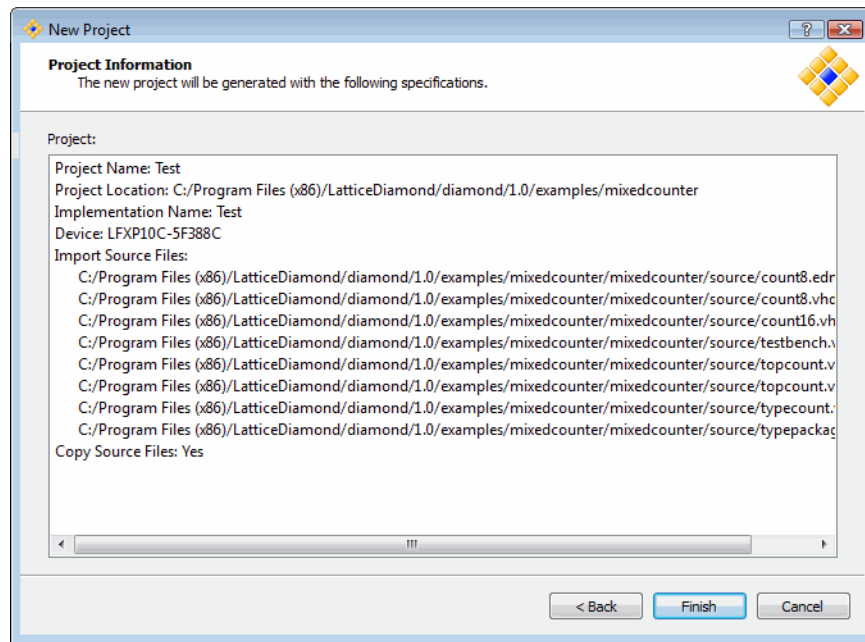 New Project
Project Information
The new project will be generated with the following specifications.
Project:
Project Name: Test
Project Location: C:/Program Files (x86)/LatticeDiamond/diamond/1.0/examples/mixedcounter
Implementation Name: Test
Device: LFXP10C-5F388C
Import Source Files:
C:/Program Files (x86)/LatticeDiamond/diamond/1.0/examples/mixedcounter/mixedcounter/source/count8.edn
C:/Program Files (x86)/LatticeDiamond/diamond/1.0/examples/mixedcounter/mixedcounter/source/count8.vhd
C:/Program Files (x86)/LatticeDiamond/diamond/1.0/examples/mixedcounter/mixedcounter/source/count16.vh
C:/Program Files (x86)/LatticeDiamond/diamond/1.0/examples/mixedcounter/mixedcounter/source/testbench.v
C:/Program Files (x86)/LatticeDiamond/diamond/1.0/examples/mixedcounter/mixedcounter/source/topcount.v
C:/Program Files (x86)/LatticeDiamond/diamond/1.0/examples/mixedcounter/mixedcounter/source/topcount.v
C:/Program Files (x86)/LatticeDiamond/diamond/1.0/examples/mixedcounter/mixedcounter/source/typecount.v
C:/Program Files (x86)/LatticeDiamond/diamond/1.0/examples/mixedcounter/mixedcounter/source/typepackag
Copy Source Files: Yes
< Back
Finish
Cancel